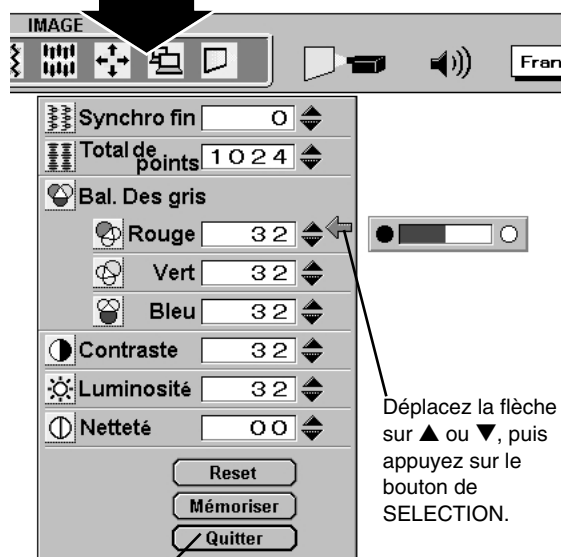 IMAGE
Fran
Synchro fin 0
Total de points 1024
Bal. Des gris
Rouge 32
Vert 32
Bleu 32
Contraste 32
Luminosité 32
Netteté 00
Reset
Mémoriser
Quitter
Déplacez la flèche
sur ▲ ou ▼, puis
appuyez sur le
bouton de
SELECTION.